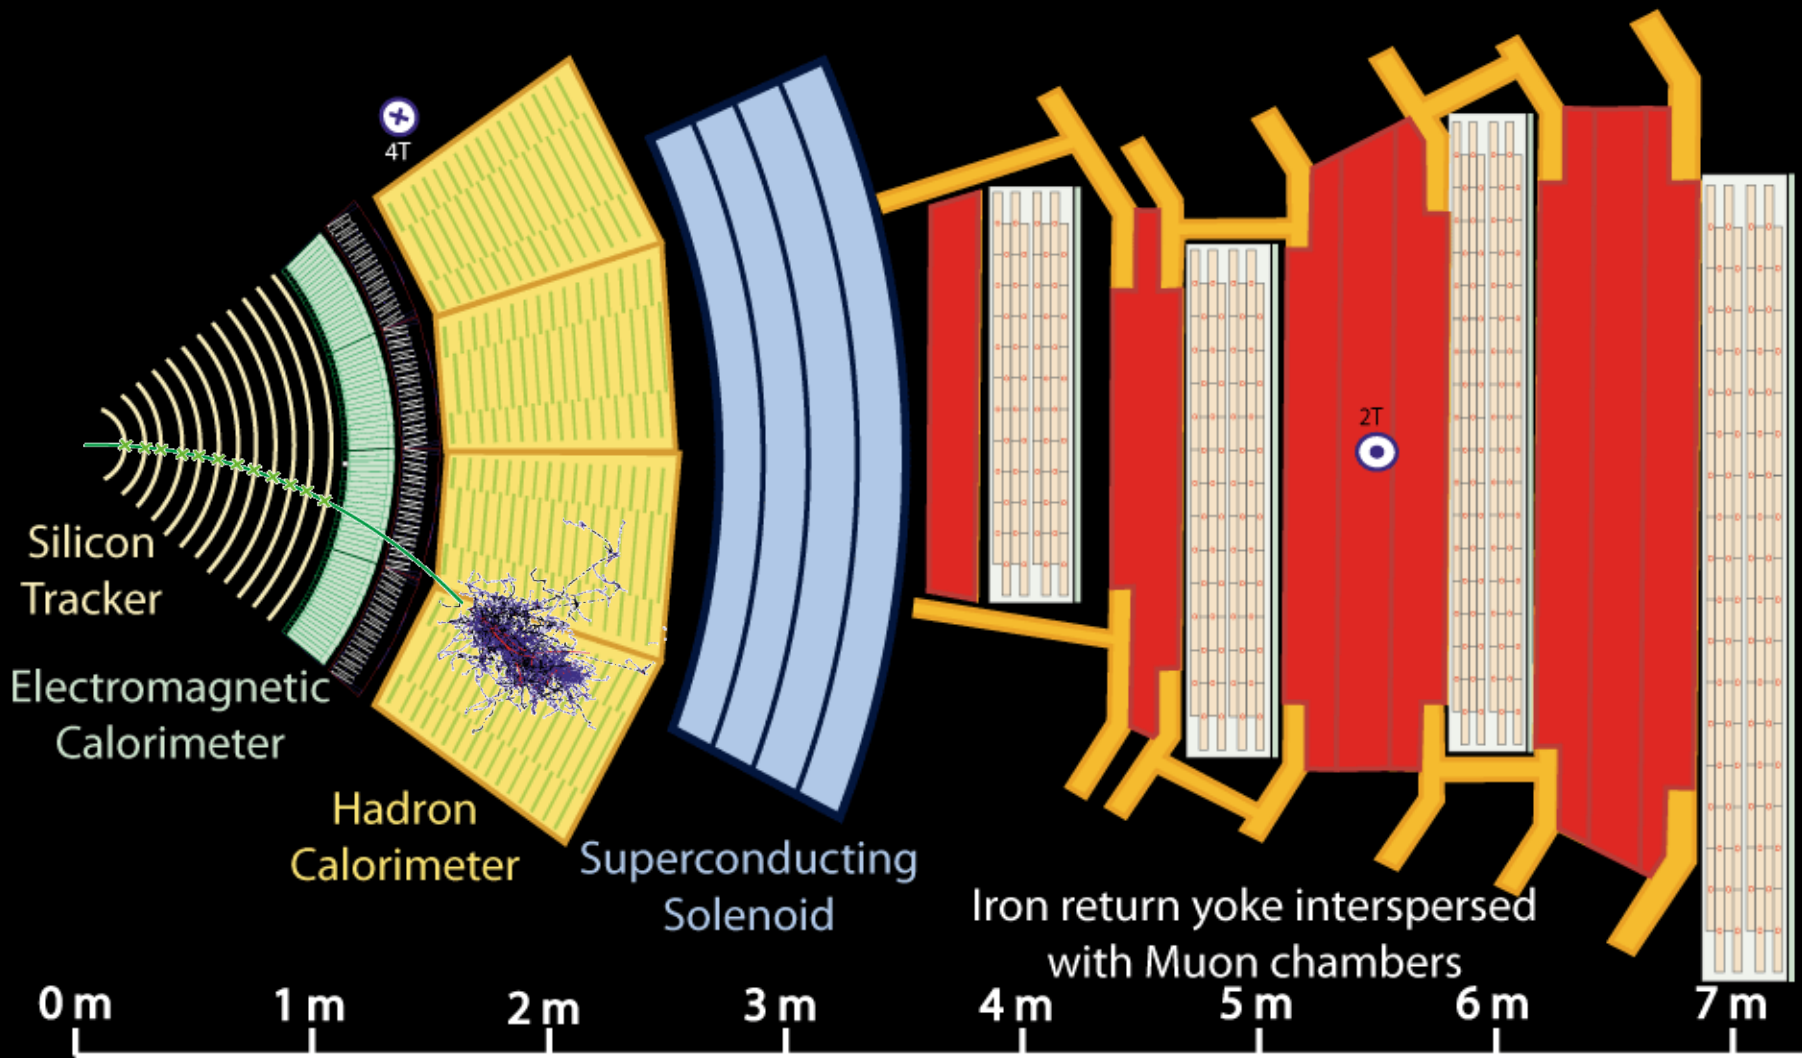 4T
2T
Silicon
Tracker
Electromagnetic
Calorimeter
Hadron
Calorimeter
Superconducting
Solenoid
Iron return yoke interspersed
with Muon chambers
0 m 1 m 2 m 3 m 4 m 5 m 6 m 7 m